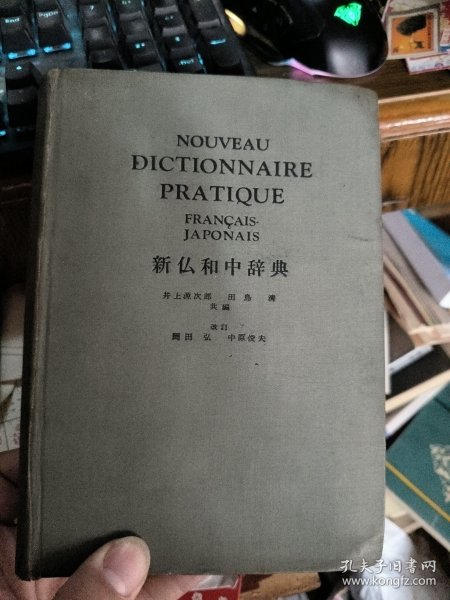 NOUVEAU
DICTIONNAIRE
PRATIQUE
FRANÇAIS-
JAPONAIS
新仏和中辞典
井上源次郎 田島 清
共編
改訂
岡田 弘 中原俊夫
孔夫子旧书网
www.kongfz.com